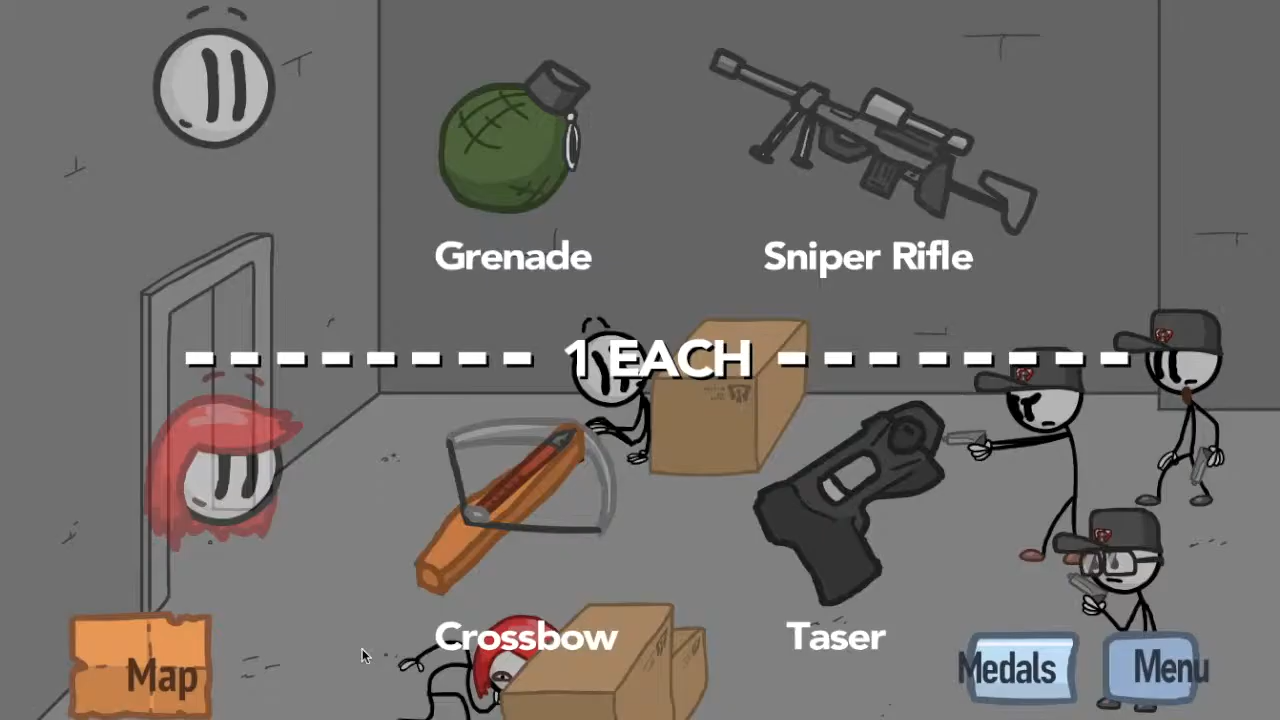 Grenade
Sniper Rifle
1 EACH
Crossbow
Taser
Map
Medals
Menu